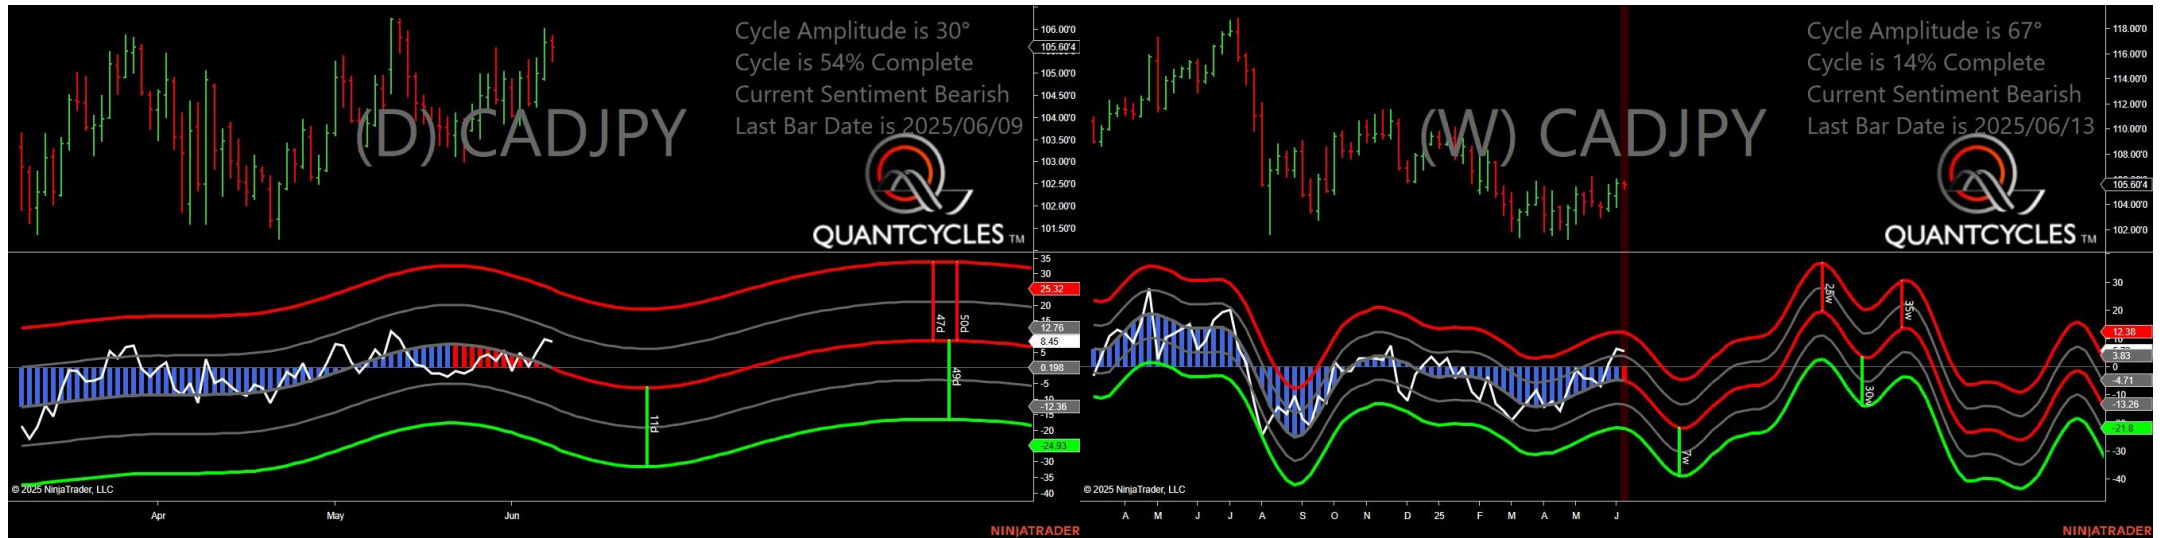 Cycle Amplitude is 30°
Cycle is 54% Complete
Current Sentiment Bearish
Last Bar Date is 2025/06/09
(D) CADJPY
QUANTCYCLES TM
106.00'0
105.60'4
105.00'0
104.50'0
104.00'0
103.50'0
103.00'0
102.50'0
102.00'0
101.50'0
35
30
25.32
20
15
12.76
8.45
5
0.198
-5
-10
-12.36
-15
-20
-24.93
-30
-35
-40
47d
50d
49d
11d
© 2025 NinjaTrader, LLC
Apr
May
Jun
NINJATRADER
Cycle Amplitude is 67°
Cycle is 14% Complete
Current Sentiment Bearish
Last Bar Date is 2025/06/13
(W) CADJPY
QUANTCYCLES TM
118.00'0
116.00'0
114.00'0
112.00'0
110.00'0
108.00'0
105.60'4
104.00'0
102.00'0
30
20
12.38
10
3.83
0
-4.71
-10
-13.26
-21.8
-30
-40
25w
35w
30w
7w
© 2025 NinjaTrader, LLC
A
M
J
J
A
S
O
N
D
25
F
M
A
M
J
NINJATRADER